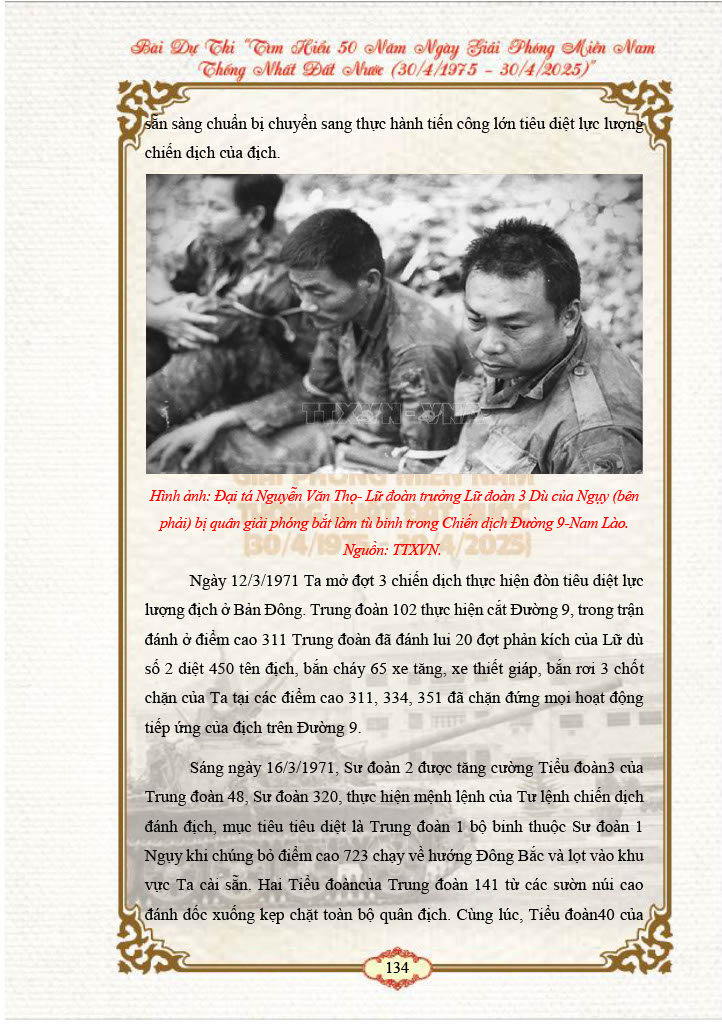 Bài Dự Thi “Tìm Hiểu 50 Năm Ngày Giải Phóng Miền Nam
Thống Nhất Đất Nước (30/4/1975 – 30/4/2025)”
sẵn sàng chuẩn bị chuyển sang thực hành tiến công lớn tiêu diệt lực lượng
chiến dịch của địch.
TTXVN-VNA
Hình ảnh: Đại tá Nguyễn Văn Thọ- Lữ đoàn trưởng Lữ đoàn 3 Dù của Ngụy (bên
phải) bị quân giải phóng bắt làm tù binh trong Chiến dịch Đường 9-Nam Lào.
Nguồn: TTXVN.
GIẢI PHÓNG MIỀN NAM
(30/4/1975 - 30/4/2025)
Ngày 12/3/1971 Ta mở đợt 3 chiến dịch thực hiện đòn tiêu diệt lực
lượng địch ở Bản Đông. Trung đoàn 102 thực hiện cắt Đường 9, trong trận
đánh ở điểm cao 311 Trung đoàn đã đánh lui 20 đợt phản kích của Lữ dù
số 2 diệt 450 tên địch, bắn cháy 65 xe tăng, xe thiết giáp, bắn rơi 3 chốt
chặn của Ta tại các điểm cao 311, 334, 351 đã chặn đứng mọi hoạt động
tiếp ứng của địch trên Đường 9.
Sáng ngày 16/3/1971, Sư đoàn 2 được tăng cường Tiểu đoàn3 của
Trung đoàn 48, Sư đoàn 320, thực hiện mệnh lệnh của Tư lệnh chiến dịch
đánh địch, mục tiêu tiêu diệt là Trung đoàn 1 bộ binh thuộc Sư đoàn 1
Ngụy khi chúng bỏ điểm cao 723 chạy về hướng Đông Bắc và lọt vào khu
vực Ta cài sẵn. Hai Tiểu đoàncủa Trung đoàn 141 từ các sườn núi cao
đánh dốc xuống kẹp chặt toàn bộ quân địch. Cùng lúc, Tiểu đoàn40 của
134